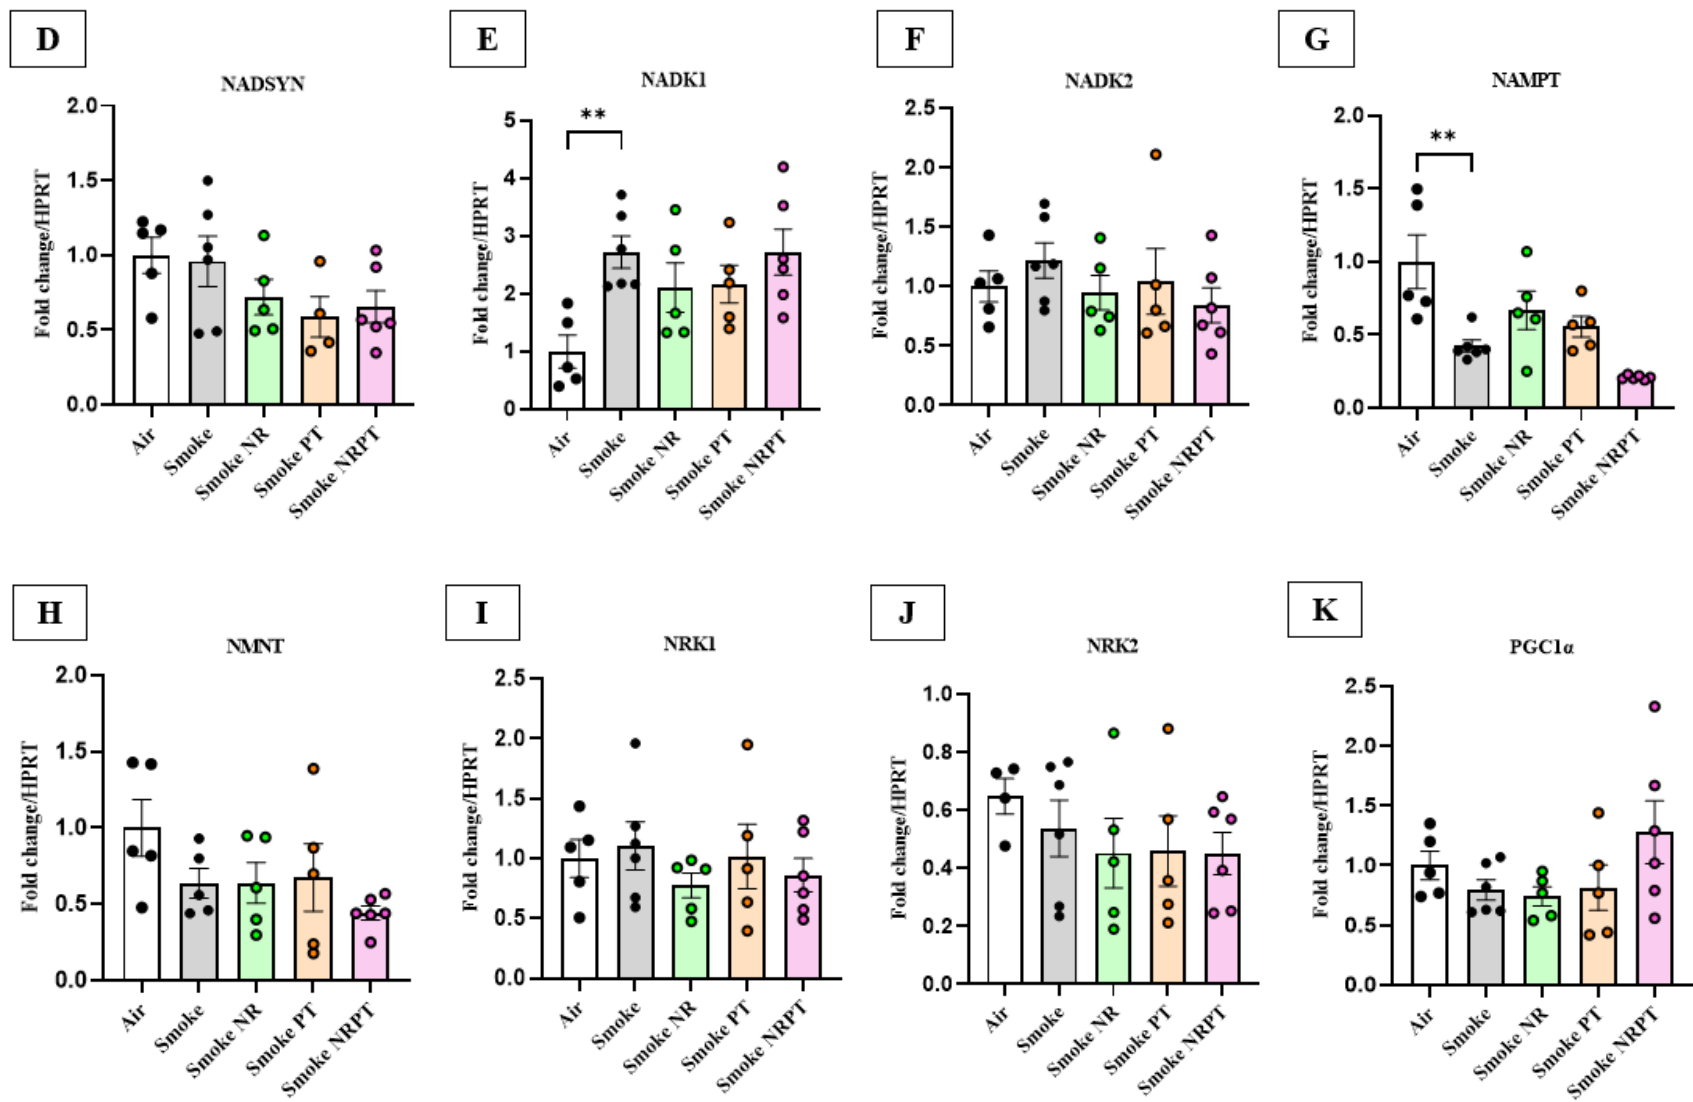 D
NADSYN
Fold change/HPRT
2.0
1.5
1.0
0.5
0.0
Air
Smoke
Smoke NR
Smoke PT
Smoke NRPT
E
NADK1
Fold change/HPRT
5
4
3
2
1
0
**
Air
Smoke
Smoke NR
Smoke PT
Smoke NRPT
F
NADK2
Fold change/HPRT
2.5
2.0
1.5
1.0
0.5
0.0
Air
Smoke
Smoke NR
Smoke PT
Smoke NRPT
G
NAMPT
Fold change/HPRT
2.0
1.5
1.0
0.5
0.0
**
Air
Smoke
Smoke NR
Smoke PT
Smoke NRPT
H
NMNT
Fold change/HPRT
2.0
1.5
1.0
0.5
0.0
Air
Smoke
Smoke NR
Smoke PT
Smoke NRPT
I
NRK1
Fold change/HPRT
2.5
2.0
1.5
1.0
0.5
0.0
Air
Smoke
Smoke NR
Smoke PT
Smoke NRPT
J
NRK2
Fold change/HPRT
1.0
0.8
0.6
0.4
0.2
0.0
Air
Smoke
Smoke NR
Smoke PT
Smoke NRPT
K
PGC1α
Fold change/HPRT
2.5
2.0
1.5
1.0
0.5
0.0
Air
Smoke
Smoke NR
Smoke PT
Smoke NRPT